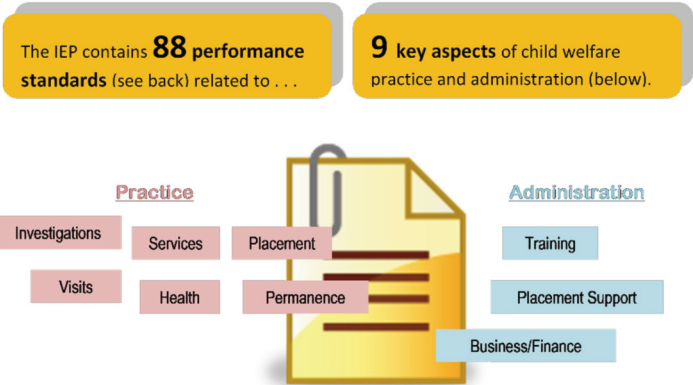 The IEP contains 88 performance
standards (see back) related to . . .
9 key aspects of child welfare
practice and administration (below).
Practice
Administration
Investigations
Services
Placement
Training
Visits
Health
Permanence
Placement Support
Business/Finance